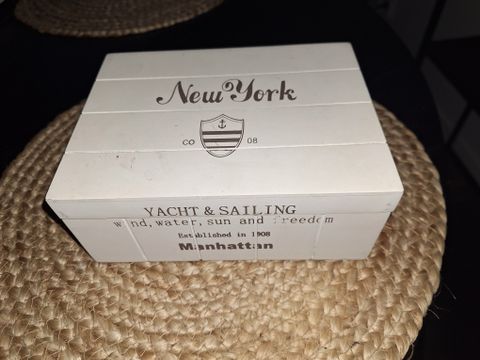 New York
CO 08
YACHT & SAILING
wind, water, sun and freedom
Established in 1908
Manhattan